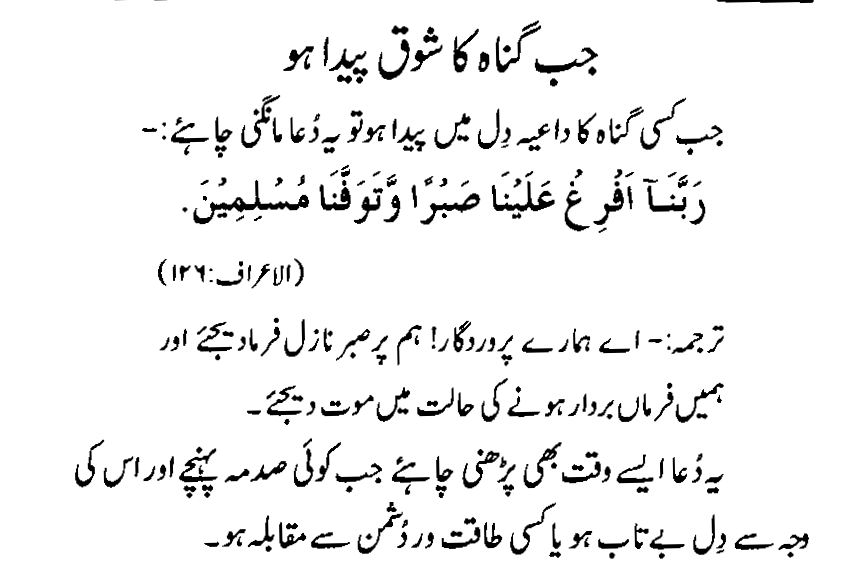 جب گناہ کا شوق پیدا ہو
جب کسی گناہ کا داعیہ دِل میں پیدا ہو تو یہ دُعا مانگنی چاہئے:-
رَبَّنَآ اَفْرِغْ عَلَيْنَا صَبْرًا وَّتَوَفَّنَا مُسْلِمِيْنَ.
(الاعراف:۱۲۶)
ترجمہ:- اے ہمارے پروردگار! ہم پر صبر نازل فرمادیجئے اور
ہمیں فرماں بردار ہونے کی حالت میں موت دیجئے۔
یہ دُعا ایسے وقت بھی پڑھنی چاہئے جب کوئی صدمہ پہنچے اور اس کی
وجہ سے دِل بے تاب ہو یا کسی طاقت ور دُشمن سے مقابلہ ہو۔